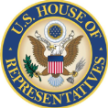 U.S. HOUSE OF
REPRESENTATIVES